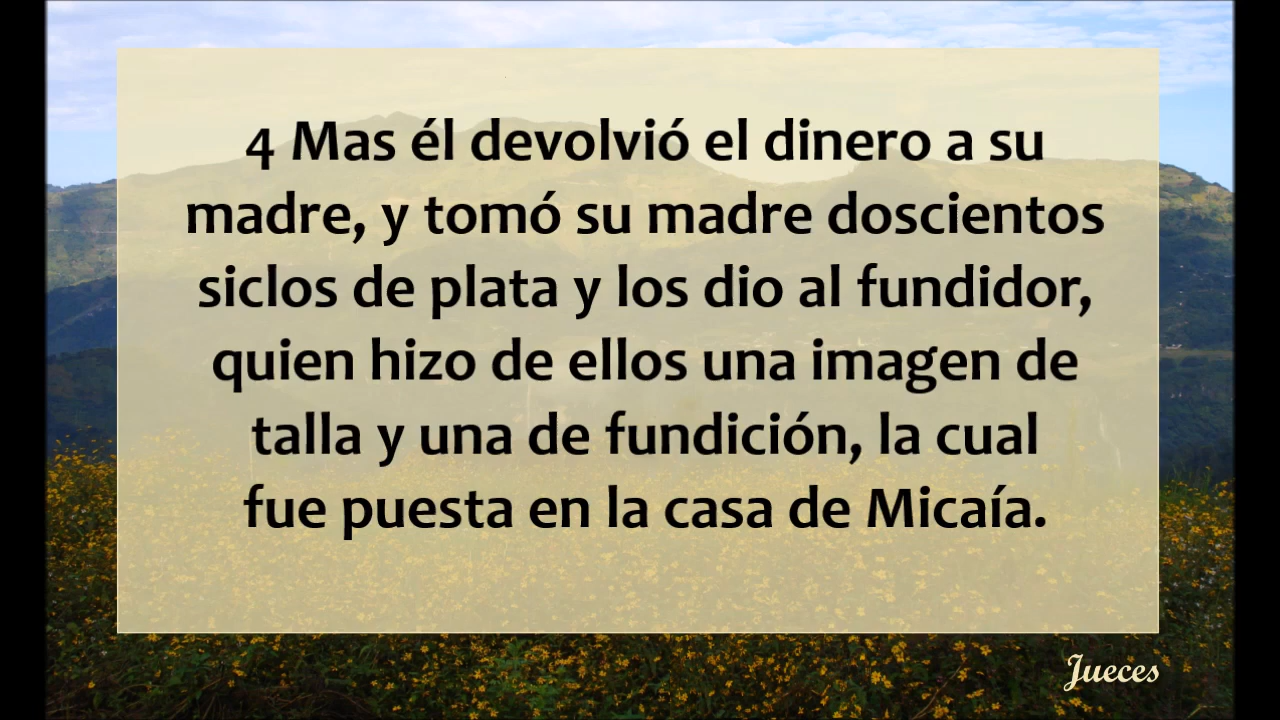 4 Mas él devolvió el dinero a su
madre, y tomó su madre doscientos
siclos de plata y los dio al fundidor,
quien hizo de ellos una imagen de
talla y una de fundición, la cual
fue puesta en la casa de Micaía.
Jueces